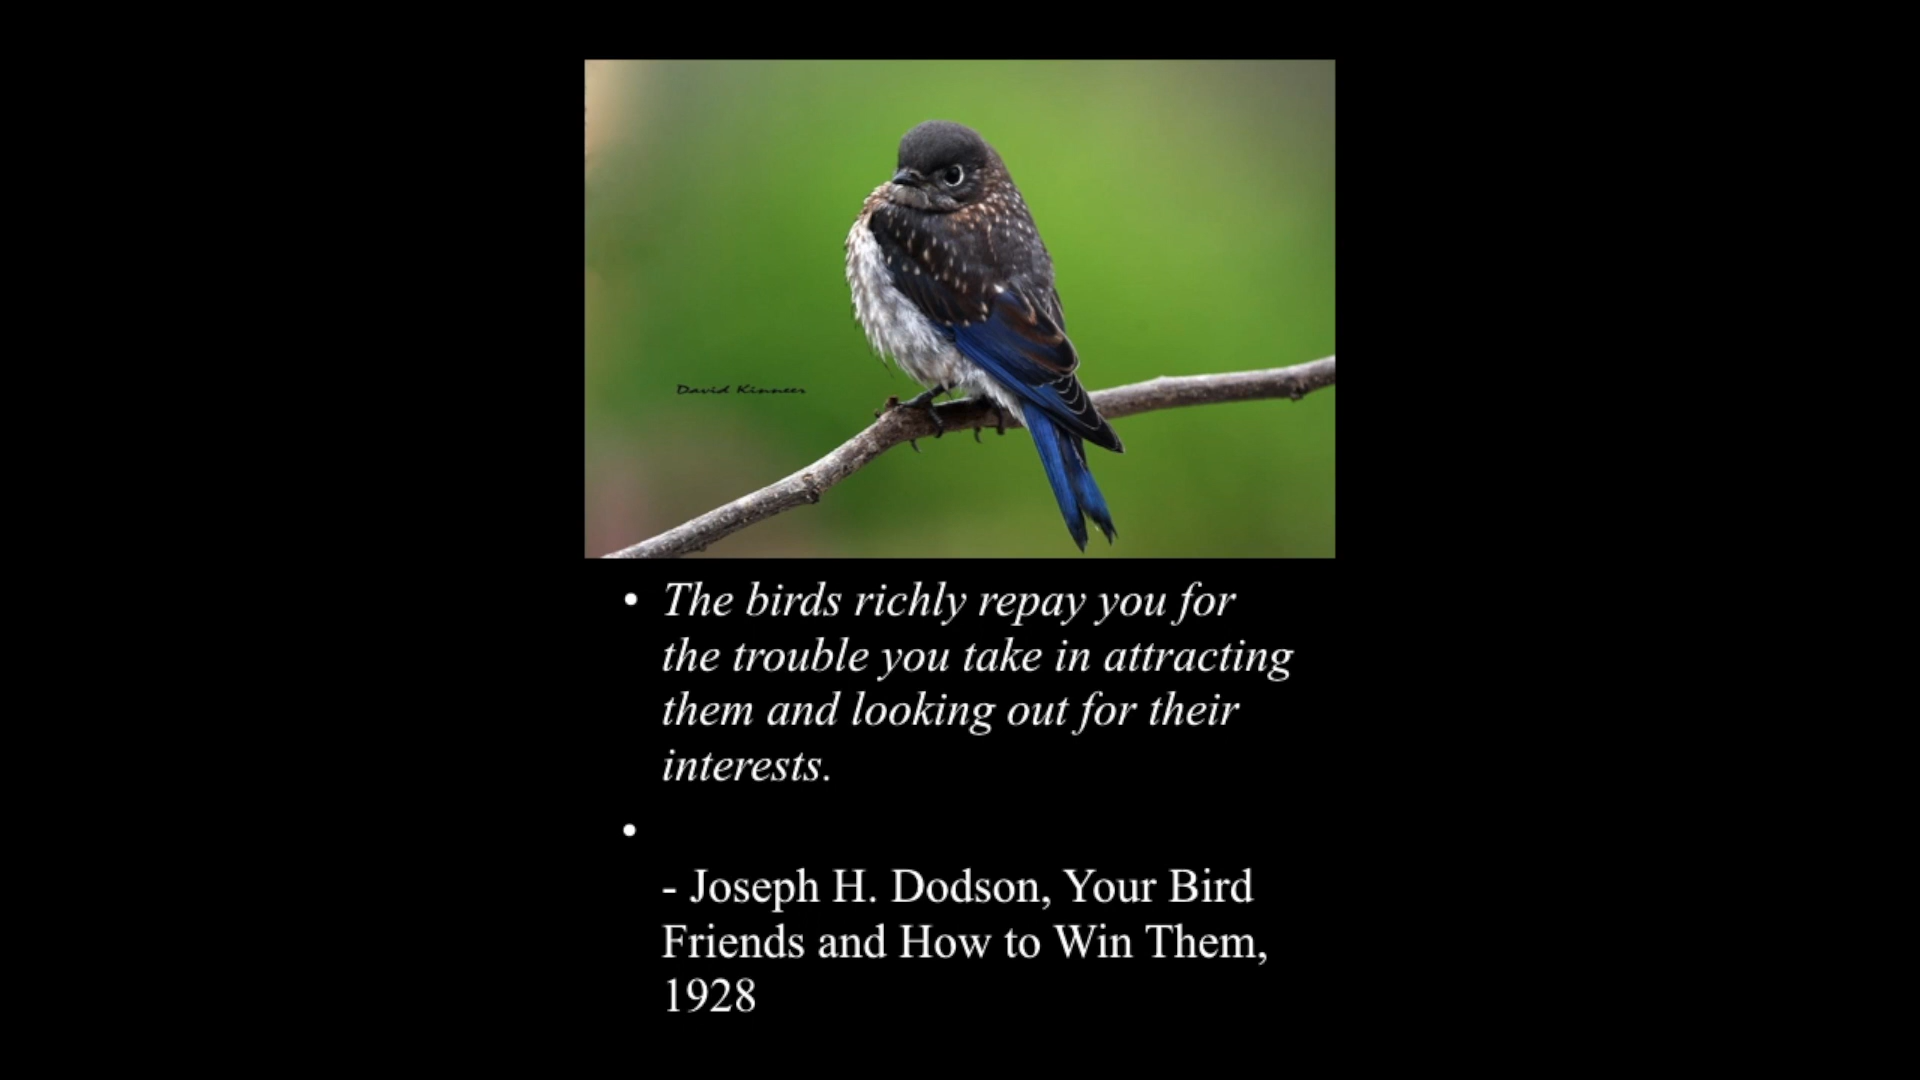 David Kinneer
• The birds richly repay you for
the trouble you take in attracting
them and looking out for their
interests.
•
- Joseph H. Dodson, Your Bird
Friends and How to Win Them,
1928